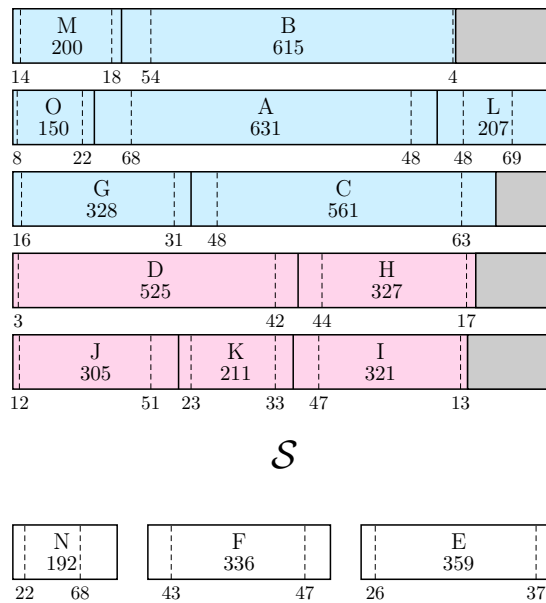 M B
200 615
14 18 54 4
O A L
150 631 207
8 22 68 48 48 69
G C
328 561
16 31 48 63
D H
525 327
3 42 44 17
J K I
305 211 321
12 51 23 33 47 13
S
N F E
192 336 359
22 68 43 47 26 37